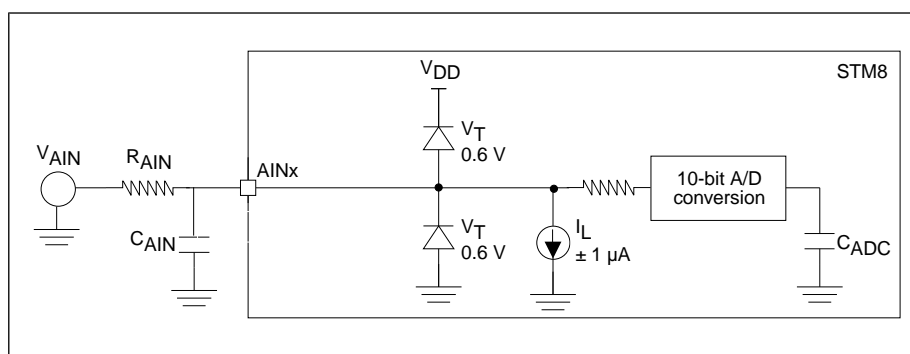 STM8
VDD
VT
0.6 V
VAIN
RAIN
AINx
10-bit A/D
conversion
CAIN
VT
0.6 V
IL
± 1 µA
CADC